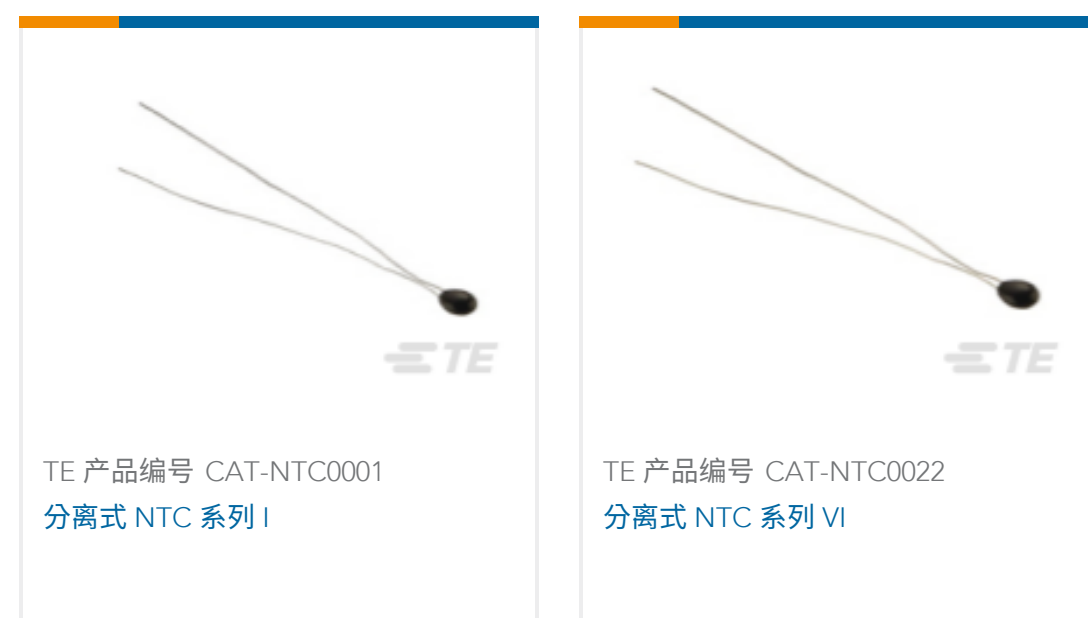 TE
TE 产品编号 CAT-NTC0001
分离式 NTC 系列 I
TE
TE 产品编号 CAT-NTC0022
分离式 NTC 系列 VI